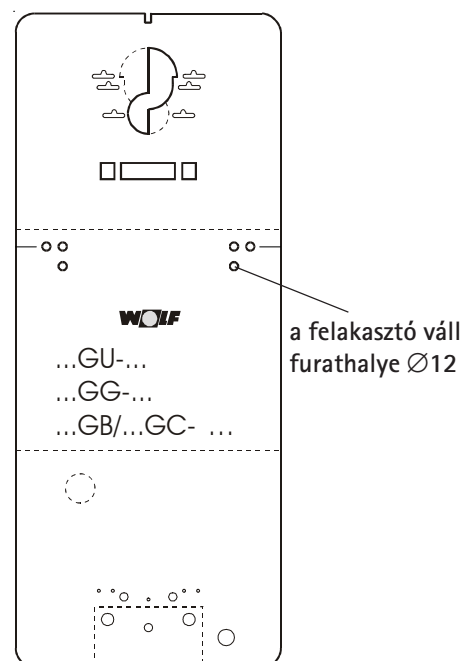 WOLF
...GU-...
...GG-...
...GB/...GC- ...
a felakasztó váll
furathalye ∅12